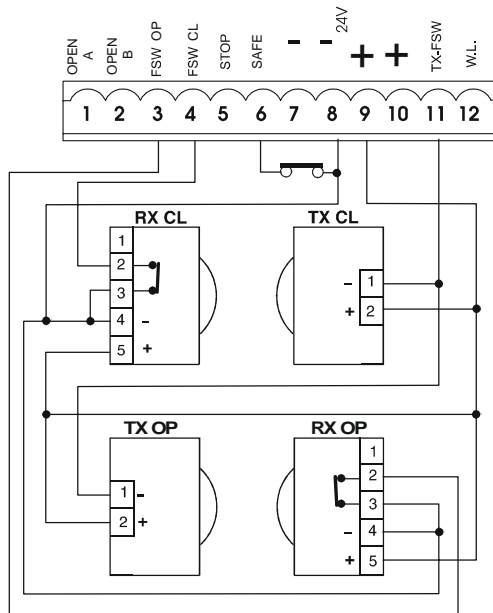 OPEN A
OPEN B
FSW OP
FSW CL
STOP
SAFE
-
-
24V
+
+
TX-FSW
W.L.
1 2 3 4 5 6 7 8 9 10 11 12
RX CL
1
2
3
4 -
5 +
TX CL
- 1
+ 2
TX OP
1 -
2 +
RX OP
1
2
3
- 4
+ 5